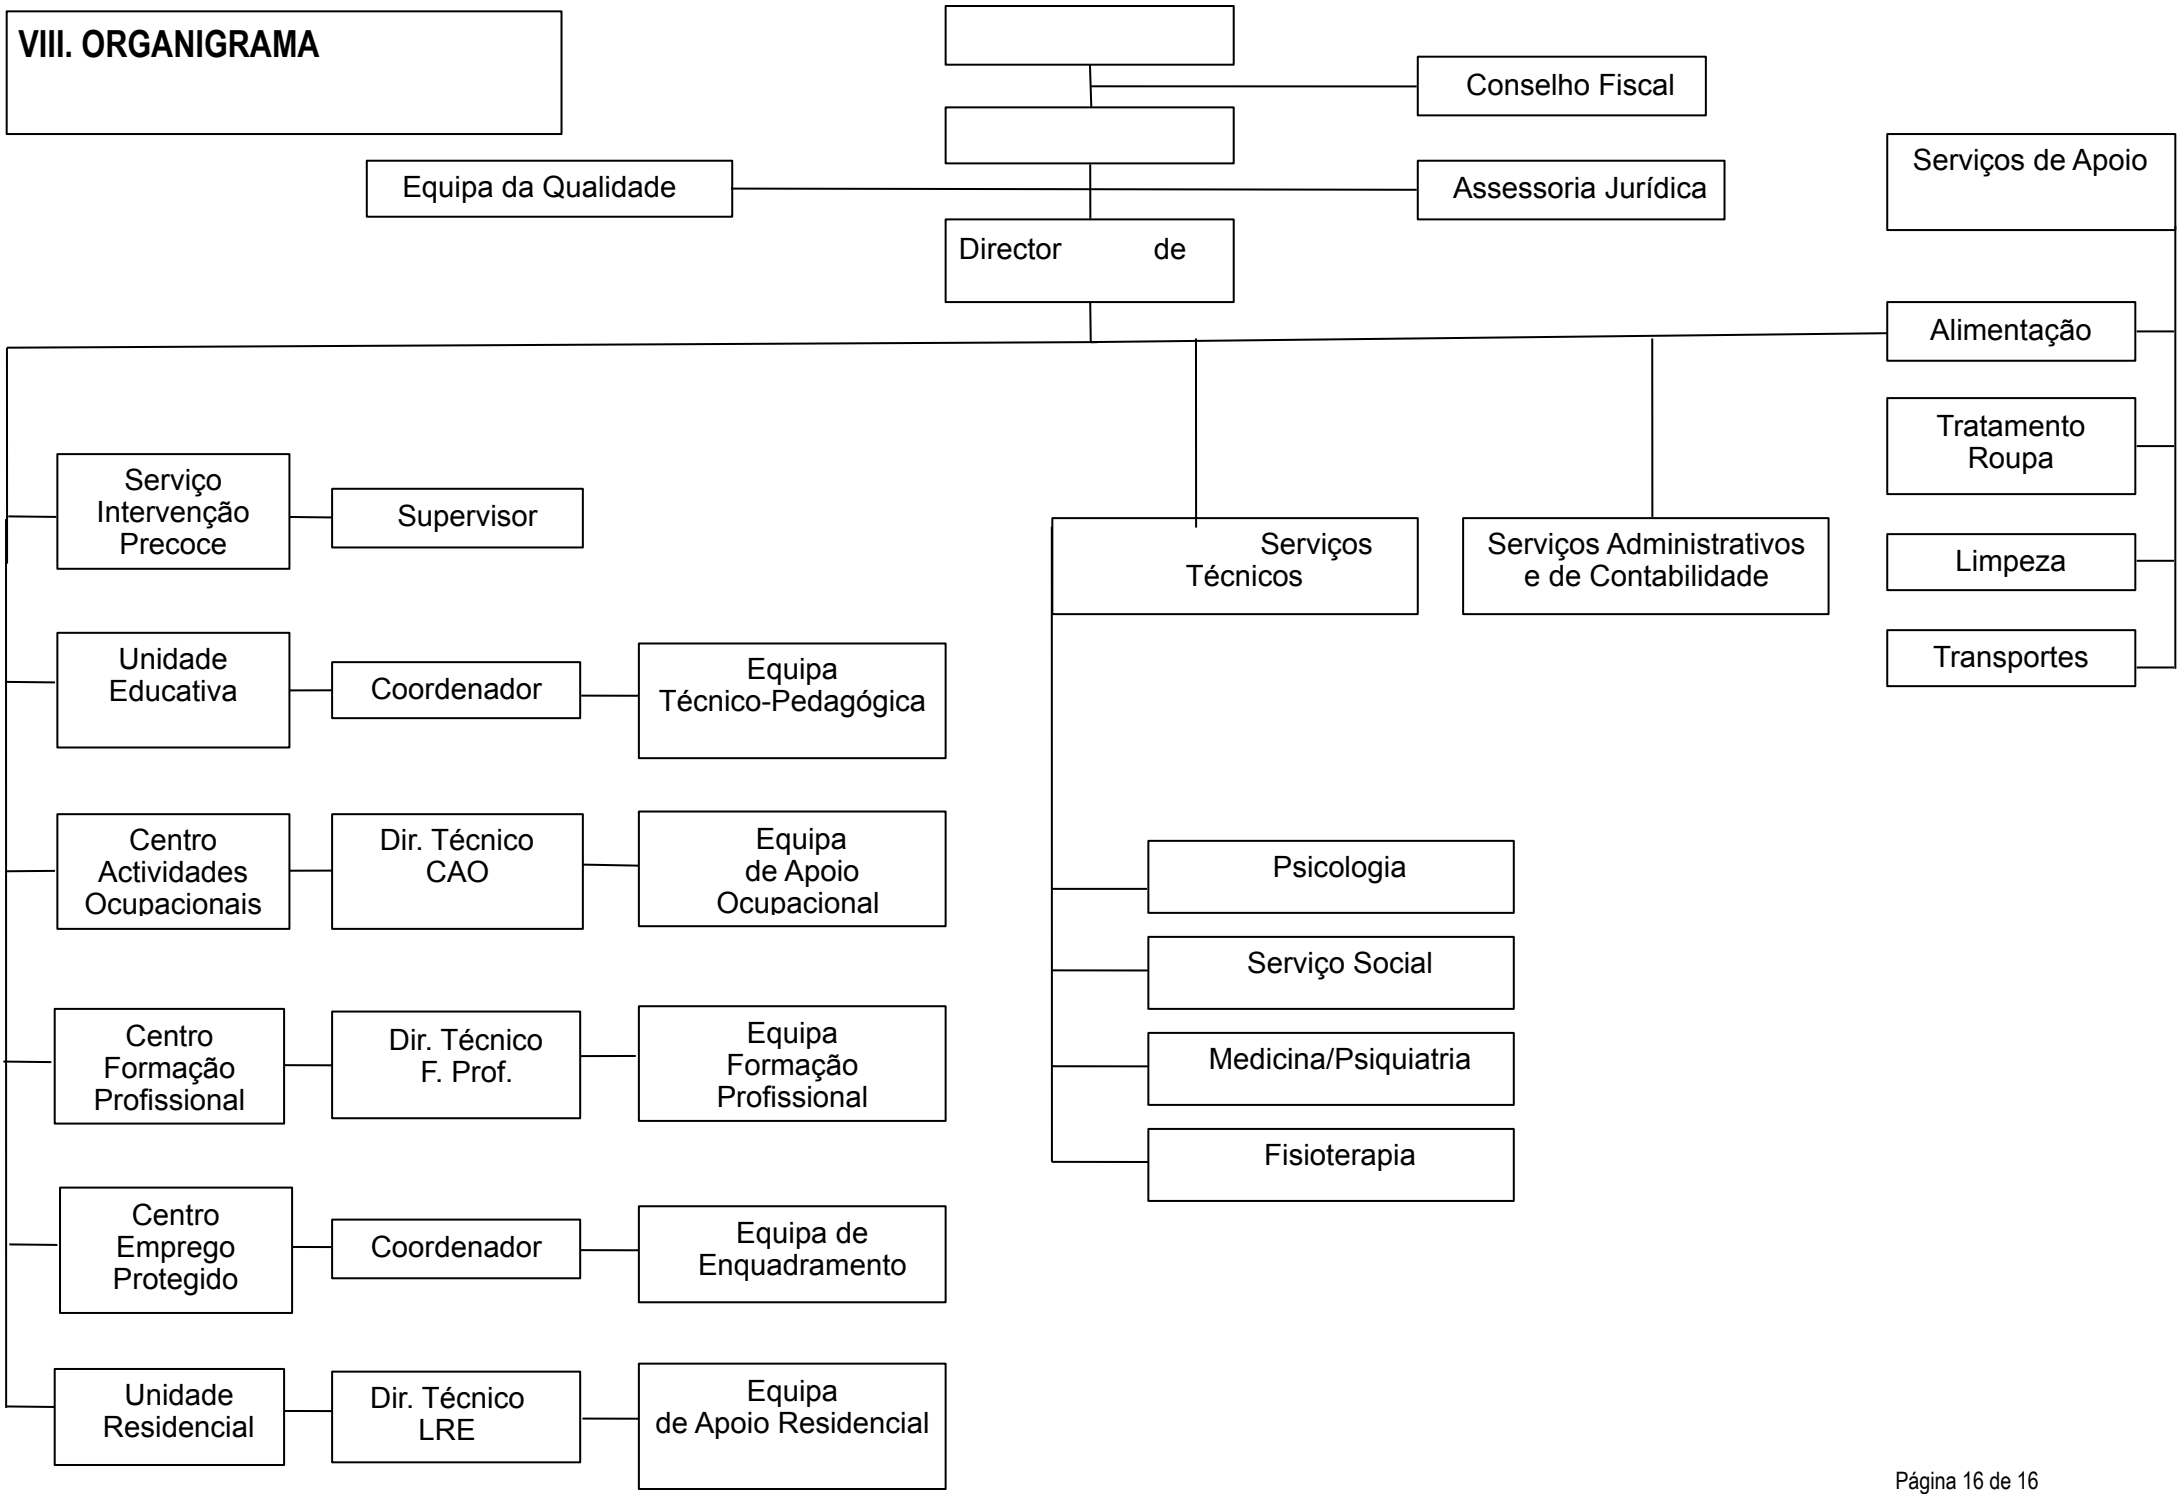 VIII. ORGANIGRAMA
Conselho Fiscal
Equipa da Qualidade
Assessoria Jurídica
Serviços de Apoio
Director de
Alimentação
Tratamento
Roupa
Limpeza
Transportes
Serviço
Intervenção
Precoce
Supervisor
Serviços
Técnicos
Serviços Administrativos
e de Contabilidade
Unidade
Educativa
Coordenador
Equipa
Técnico-Pedagógica
Centro
Actividades
Ocupacionais
Dir. Técnico
CAO
Equipa
de Apoio
Ocupacional
Psicologia
Serviço Social
Medicina/Psiquiatria
Fisioterapia
Centro
Formação
Profissional
Dir. Técnico
F. Prof.
Equipa
Formação
Profissional
Centro
Emprego
Protegido
Coordenador
Equipa de
Enquadramento
Unidade
Residencial
Dir. Técnico
LRE
Equipa
de Apoio Residencial
Página 16 de 16